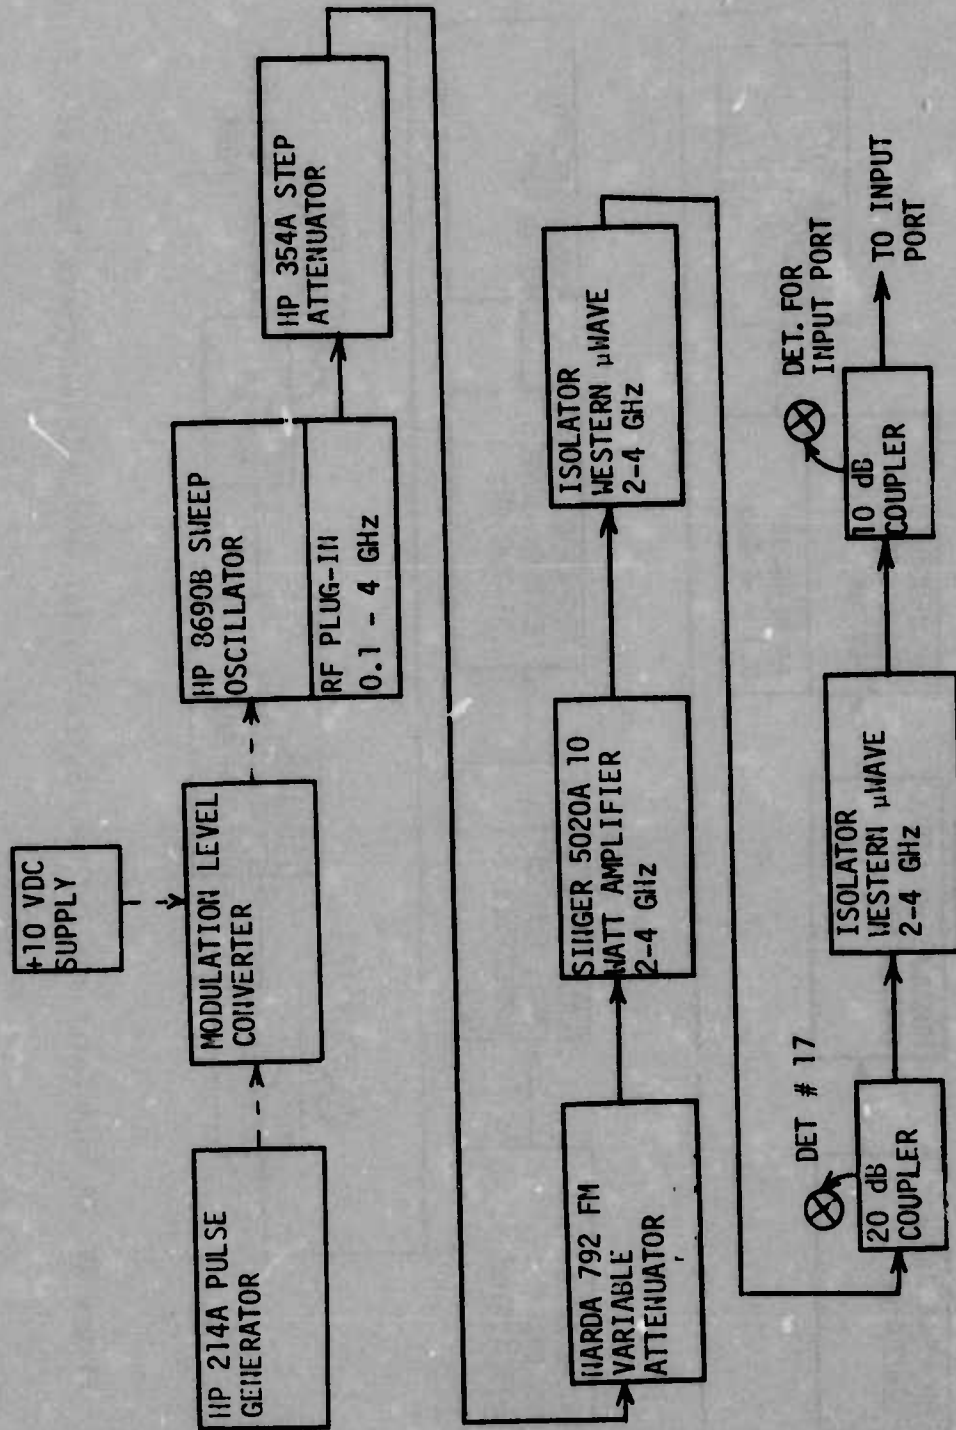 +10 VDC
SUPPLY
HP 214A PULSE
GENERATOR
MODULATION LEVEL
CONVERTER
HP 8690B SWEEP
OSCILLATOR
RF PLUG-IN
0.1 - 4 GHz
HP 354A STEP
ATTENUATOR
NARDA 792 FM
VARIABLE
ATTENUATOR
SINGER 5020A 10
WATT AMPLIFIER
2-4 GHz
ISOLATOR
WESTERN µWAVE
2-4 GHz
DET # 17
20 dB
COUPLER
ISOLATOR
WESTERN µWAVE
2-4 GHz
DET. FOR
INPUT PORT
10 dB
COUPLER
TO INPUT
PORT